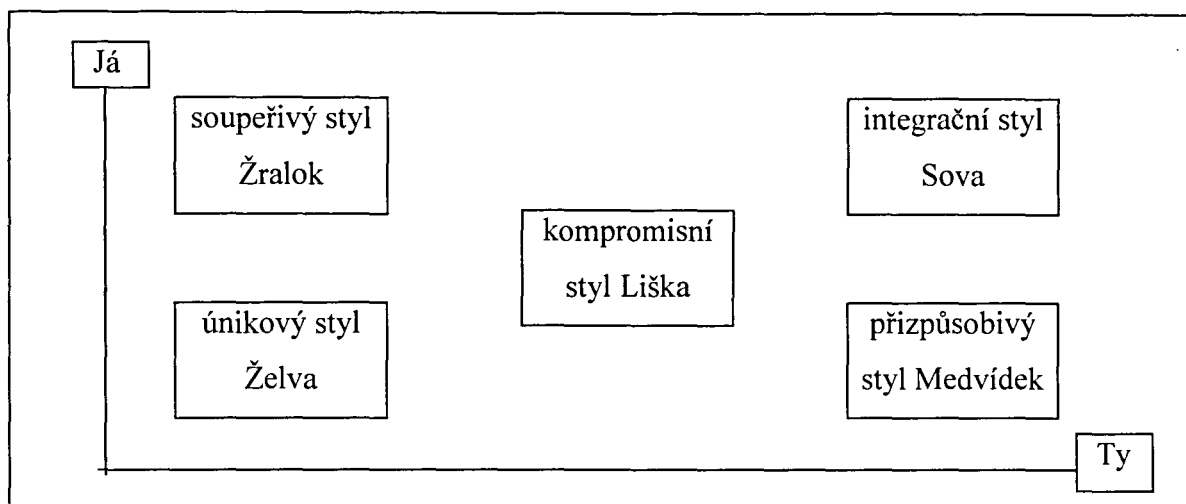 Já
soupeřivý styl
Žralok
integrační styl
Sova
kompromisní
styl Liška
únikový styl
Želva
přizpůsobivý
styl Medvídek
Ty